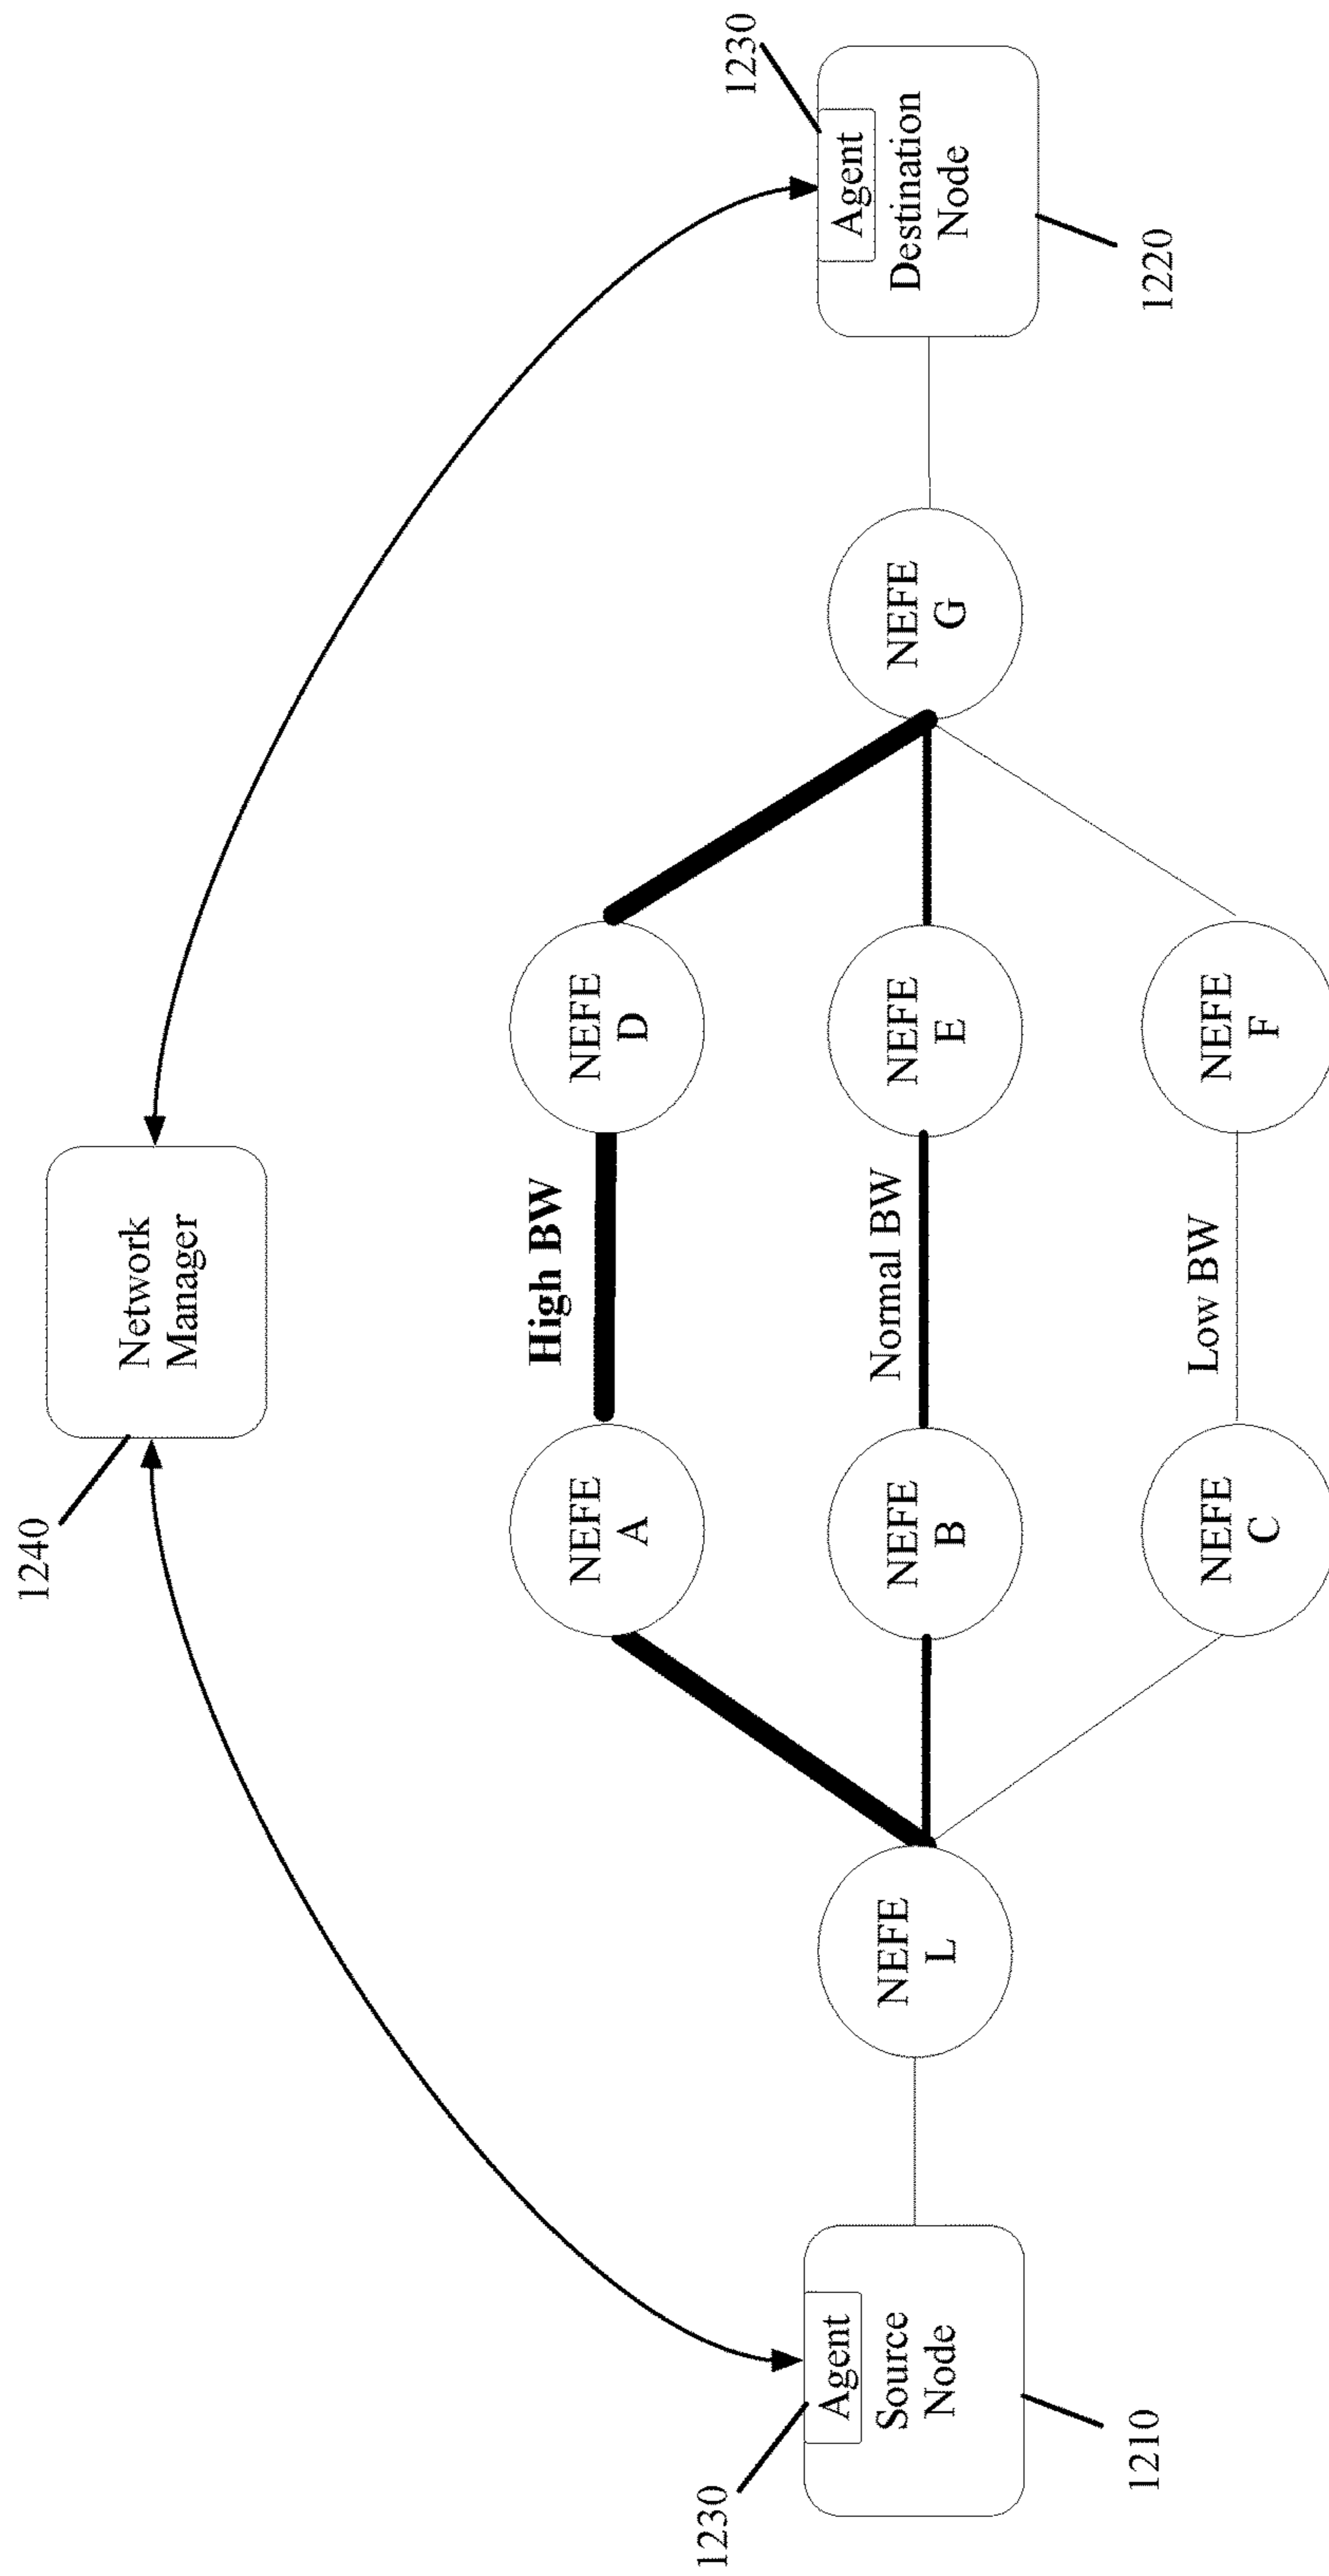 1240
Network
Manager
1230
Agent
Destination
Node
1220
High BW
NEFE
A
NEFE
D
1230
Agent
Source
Node
1210
NEFE
L
NEFE
B
Normal BW
NEFE
E
NEFE
G
NEFE
C
Low BW
NEFE
F